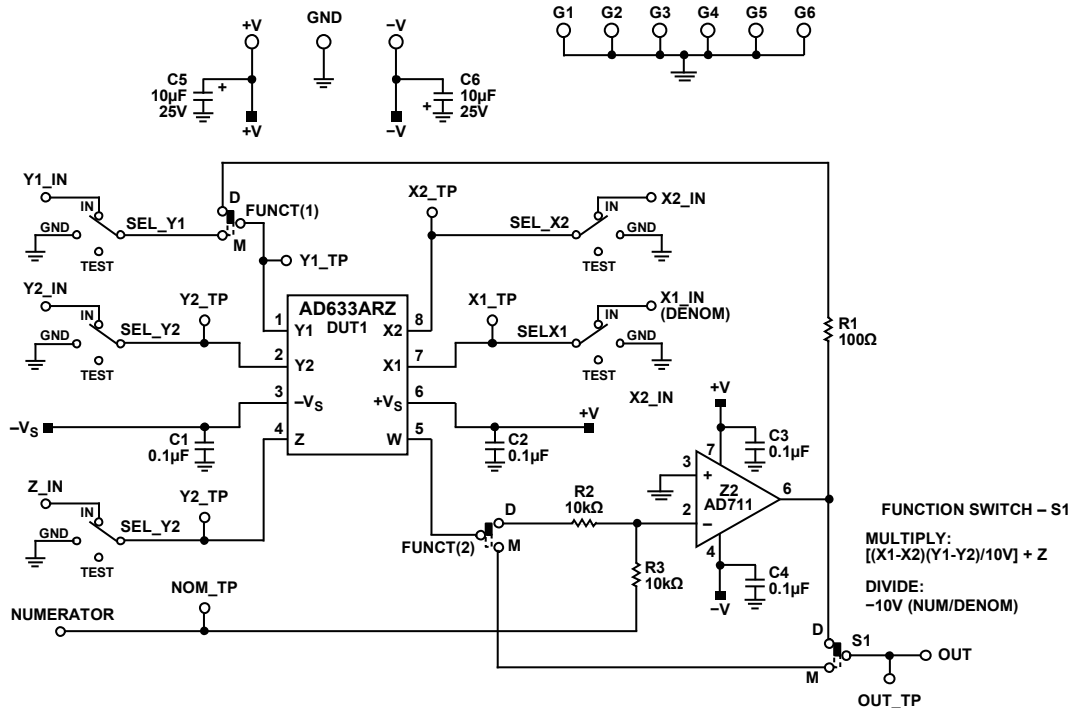 +V
GND
−V
G1 G2 G3 G4 G5 G6
C5
10µF
25V
+
+V
C6
10µF
25V
+
−V
Y1_IN
IN
GND
TEST
SEL_Y1
D
M
FUNCT(1)
Y1_TP
X2_TP
SEL_X2
IN
GND
TEST
X2_IN
Y2_IN
IN
GND
TEST
SEL_Y2
Y2_TP
AD633ARZ
DUT1
1 Y1
2 Y2
3 −VS
4 Z
X2 8
X1 7
+VS 6
W 5
X1_TP
SELX1
IN
GND
TEST
X1_IN
(DENOM)
R1
100Ω
X2_IN
−VS
C1
0.1µF
C2
0.1µF
+V
+V
C3
0.1µF
7
3
+
Z2
AD711
6
2
−
4
C4
0.1µF
−V
Z_IN
IN
GND
TEST
SEL_Y2
Y2_TP
D
M
FUNCT(2)
R2
10kΩ
R3
10kΩ
NOM_TP
NUMERATOR
FUNCTION SWITCH – S1
MULTIPLY:
[(X1-X2)(Y1-Y2)/10V] + Z
DIVIDE:
−10V (NUM/DENOM)
D
M
S1
OUT
OUT_TP